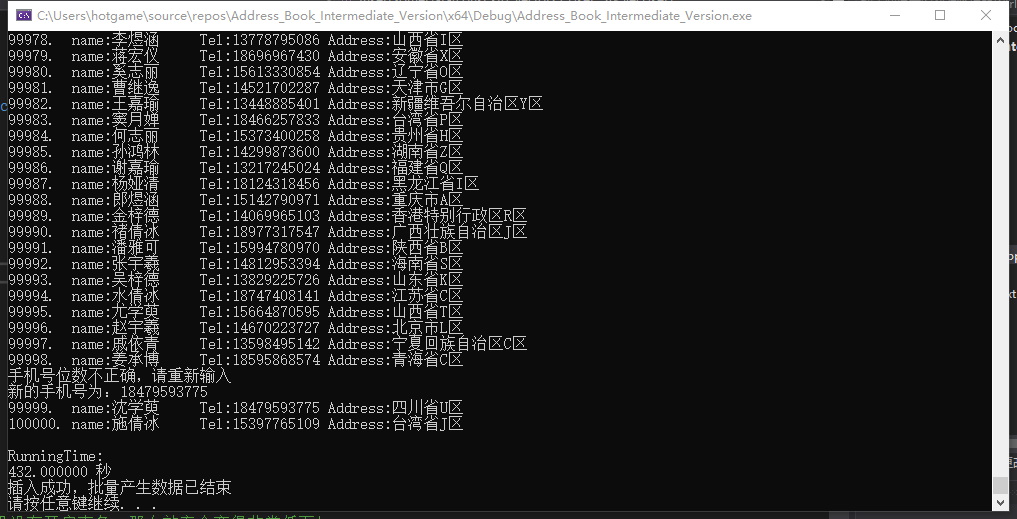 C:\Users\hotgame\source\repos\Address_Book_Intermediate_Version\x64\Debug\Address_Book_Intermediate_Version.exe
99978. name:李煜涵 Tel:13778795086 Address:山西省I区
99979. name:蒋宏仪 Tel:18696967430 Address:安徽省X区
99980. name:奚志丽 Tel:15613330854 Address:辽宁省O区
99981. name:曹继逸 Tel:14521702287 Address:天津市G区
99982. name:王嘉瑜 Tel:13448885401 Address:新疆维吾尔自治区Y区
99983. name:窦月婵 Tel:18466257833 Address:台湾省P区
99984. name:何志丽 Tel:15373400258 Address:贵州省H区
99985. name:孙鸿林 Tel:14299873600 Address:湖南省Z区
99986. name:谢嘉瑜 Tel:13217245024 Address:福建省Q区
99987. name:杨娅清 Tel:18124318456 Address:黑龙江省I区
99988. name:郎煜涵 Tel:15142790971 Address:重庆市A区
99989. name:金梓德 Tel:14069965103 Address:香港特别行政区R区
99990. name:褚倩冰 Tel:18977317547 Address:广西壮族自治区J区
99991. name:潘雅可 Tel:15994780970 Address:陕西省B区
99992. name:张宇羲 Tel:14812953394 Address:海南省S区
99993. name:吴梓德 Tel:13829225726 Address:山东省K区
99994. name:水倩冰 Tel:18747408141 Address:江苏省C区
99995. name:尤学萸 Tel:15664870595 Address:山西省T区
99996. name:赵宇羲 Tel:14670223727 Address:北京市L区
99997. name:戚依青 Tel:13598495142 Address:宁夏回族自治区C区
99998. name:姜承博 Tel:18595868574 Address:青海省C区
手机号位数不正确，请重新输入
新的手机号为：18479593775
99999. name:沈学萸 Tel:18479593775 Address:四川省U区
100000. name:施倩冰 Tel:15397765109 Address:台湾省J区
RunningTime:
432.000000 秒
插入成功，批量产生数据已结束
请按任意键继续. . .